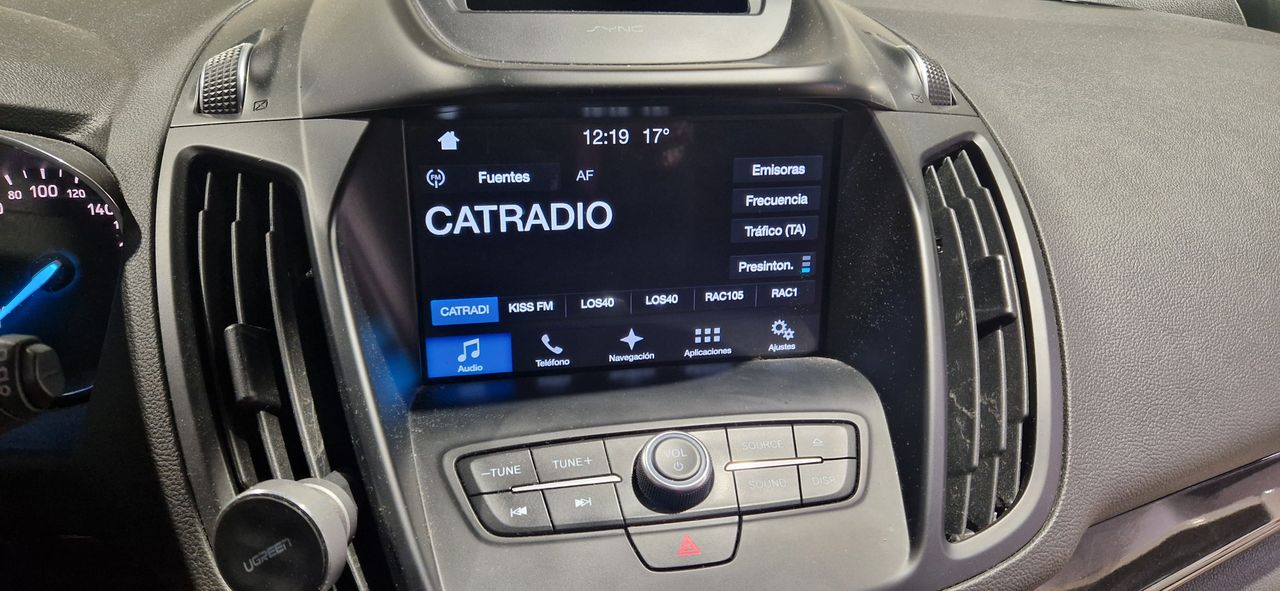 SYNC
80 100 120 140
12:19 17°
FM Fuentes AF
Emisoras
CATRADIO
Frecuencia
Tráfico (TA)
Presinton.
CATRADI KISS FM LOS40 LOS40 RAC105 RAC1
Audio Teléfono Navegación Aplicaciones Ajustes
–TUNE TUNE+ VOL SOURCE
SOUND DISP
UGREEN